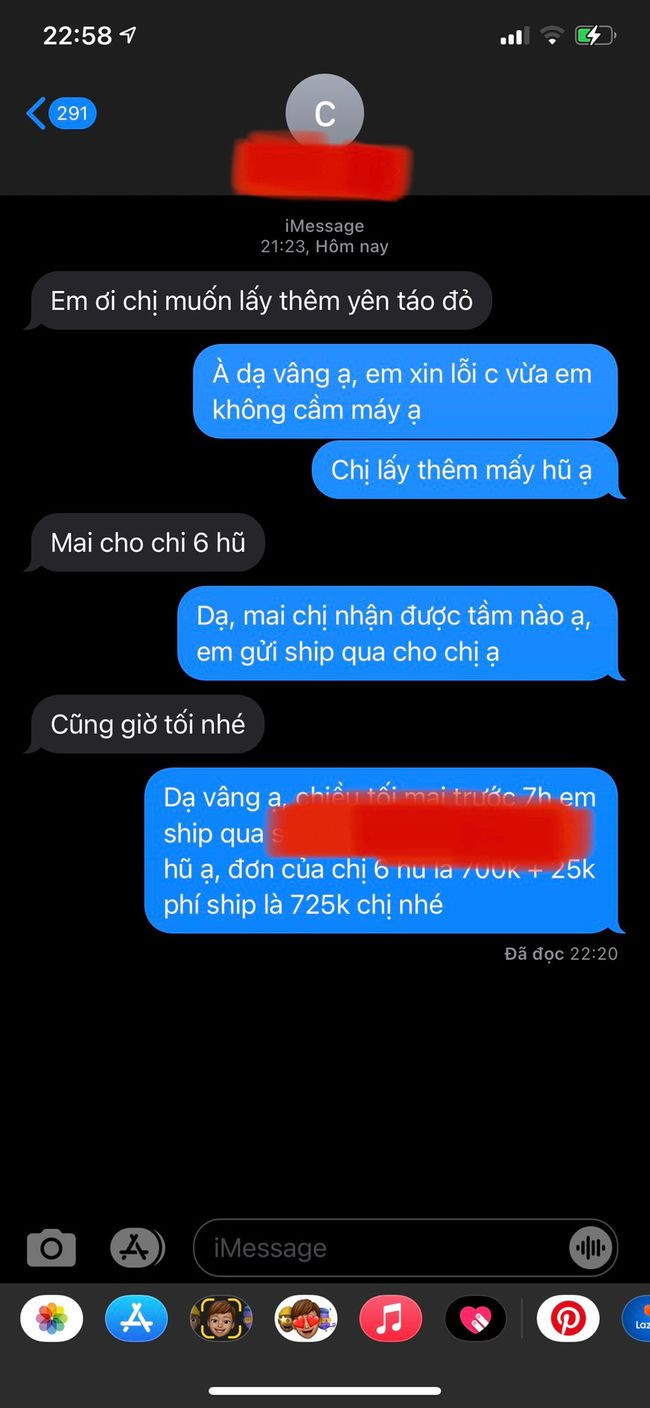 22:58
291
C
iMessage
21:23, Hôm nay
Em ơi chị muốn lấy thêm yên táo đỏ
À dạ vâng ạ, em xin lỗi c vừa em
không cầm máy ạ
Chị lấy thêm mấy hũ ạ
Mai cho chi 6 hũ
Dạ, mai chị nhận được tầm nào ạ,
em gửi ship qua cho chị ạ
Cũng giờ tối nhé
Dạ vâng ạ, chiều tối mai trước 7h em
ship qua s
hũ ạ, đơn của chị 6 hũ là 700k + 25k
phí ship là 725k chị nhé
Đã đọc 22:20
iMessage
Laz